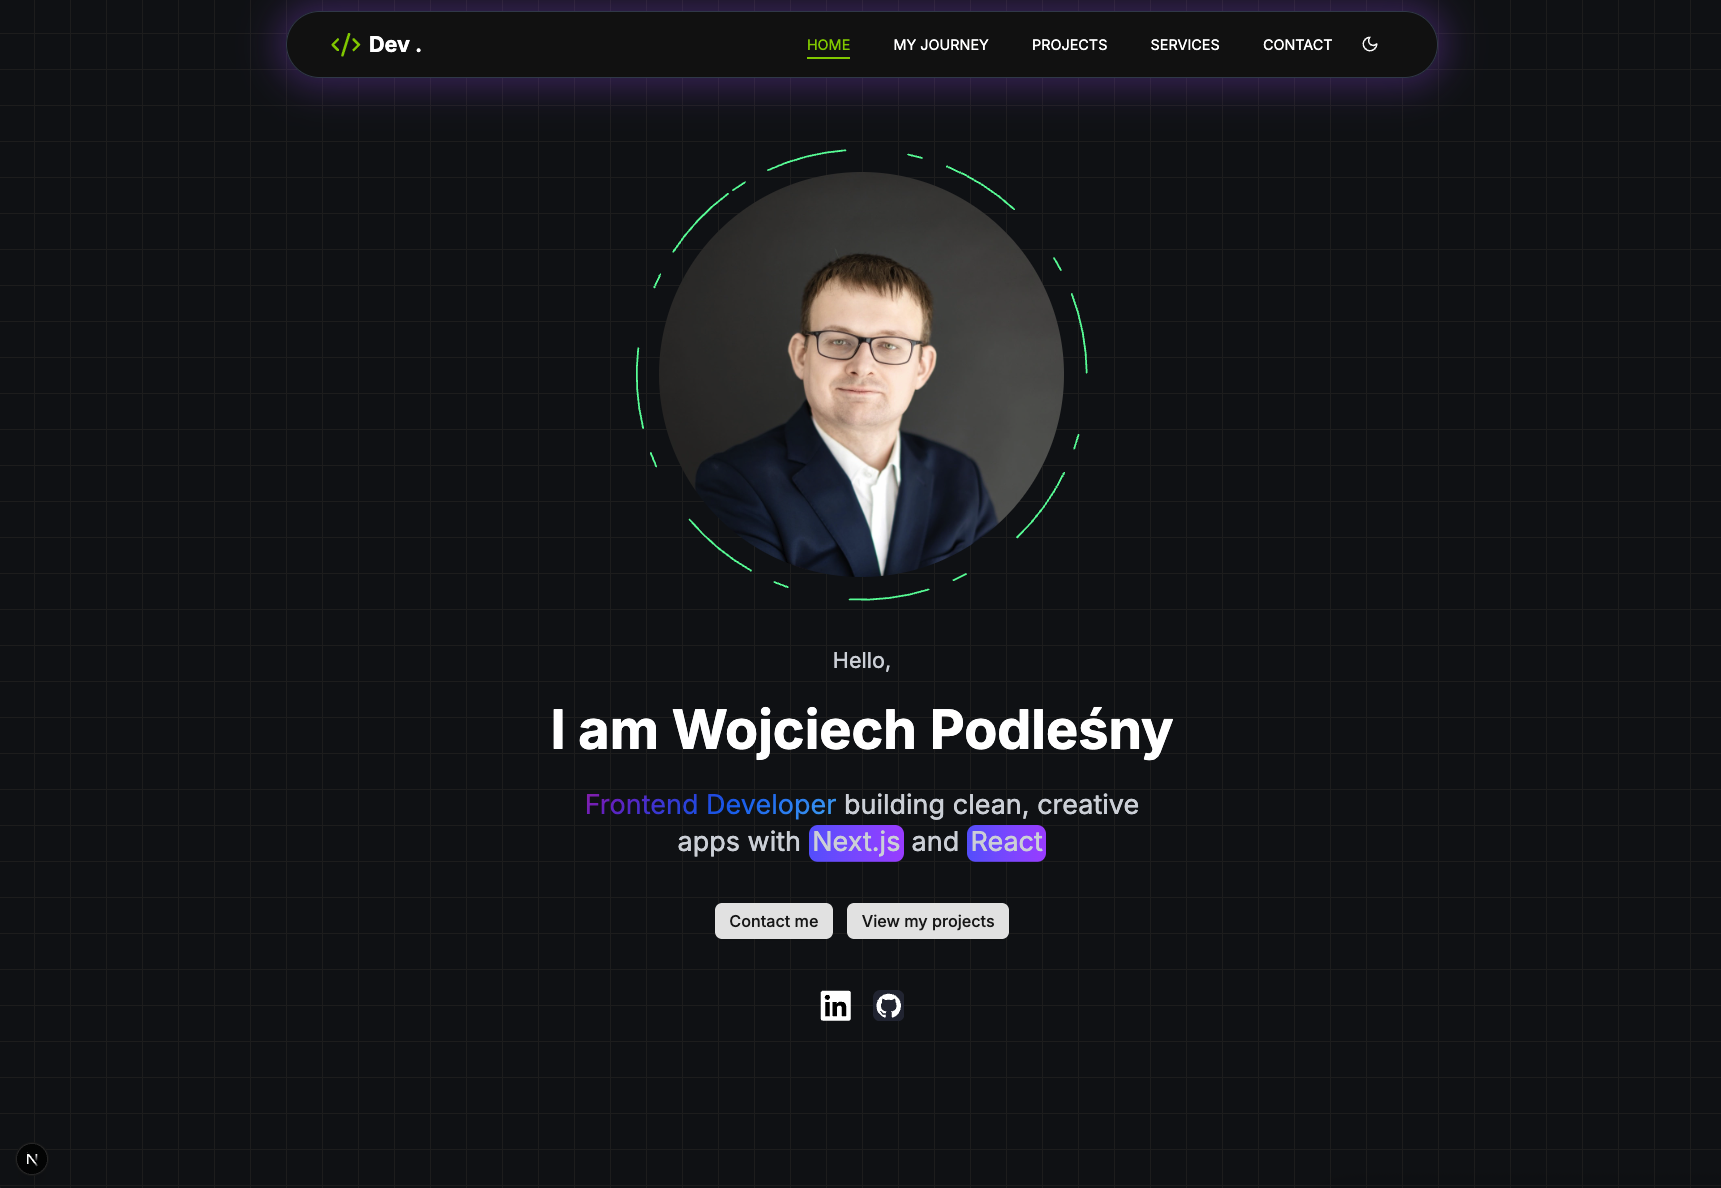 </> Dev .
HOME MY JOURNEY PROJECTS SERVICES CONTACT
Hello,
I am Wojciech Podleśny
Frontend Developer building clean, creative
apps with Next.js and React
Contact me View my projects
in
N